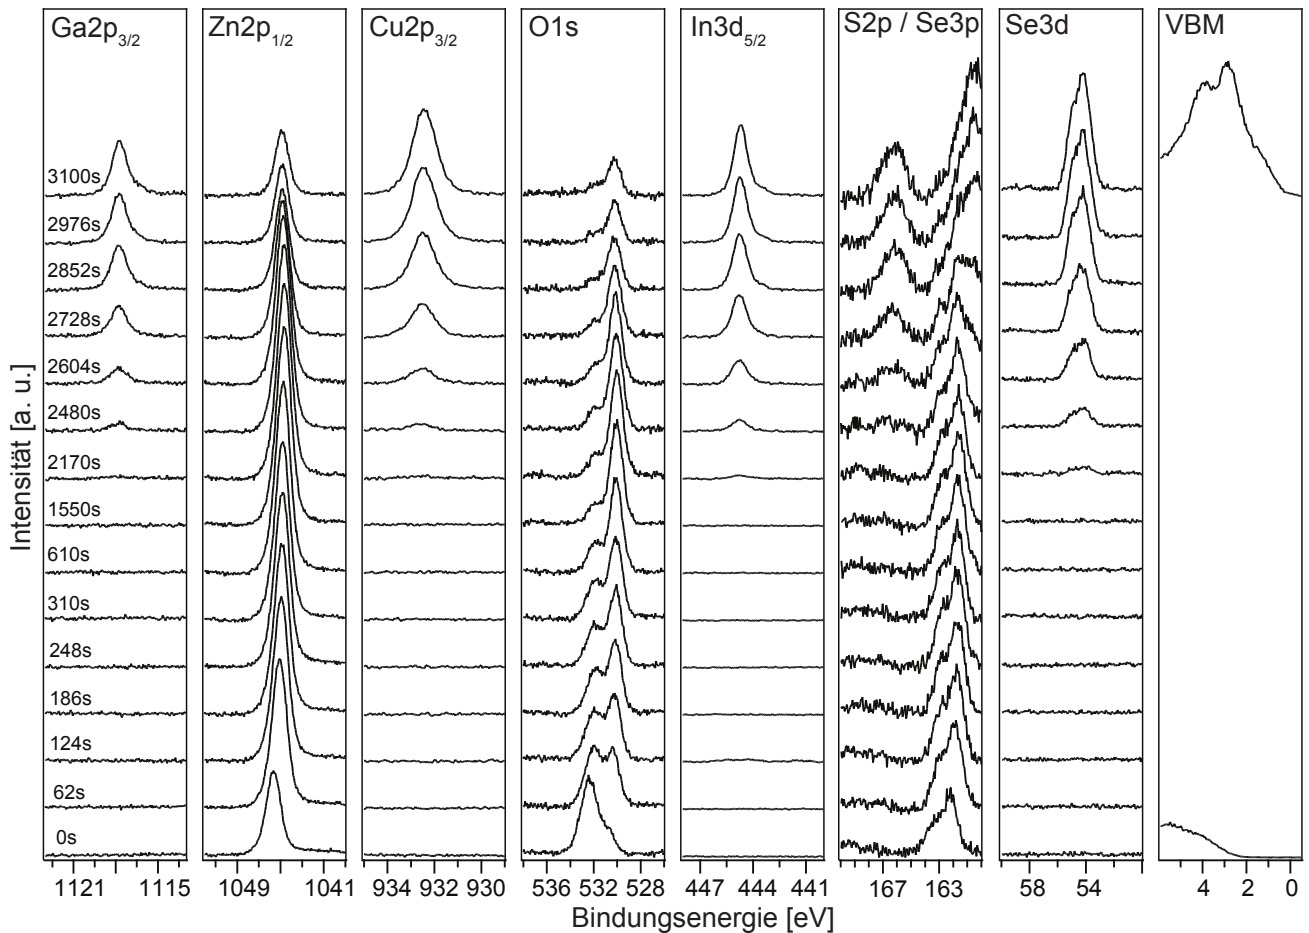 Ga2p3/2 Zn2p1/2 Cu2p3/2 O1s In3d5/2 S2p / Se3p Se3d VBM
3100s
2976s
2852s
2728s
2604s
2480s
2170s
1550s
610s
310s
248s
186s
124s
62s
0s
Intensität [a. u.]
1121 1115 1049 1041 934 932 930 536 532 528 447 444 441 167 163 58 54 4 2 0
Bindungsenergie [eV]